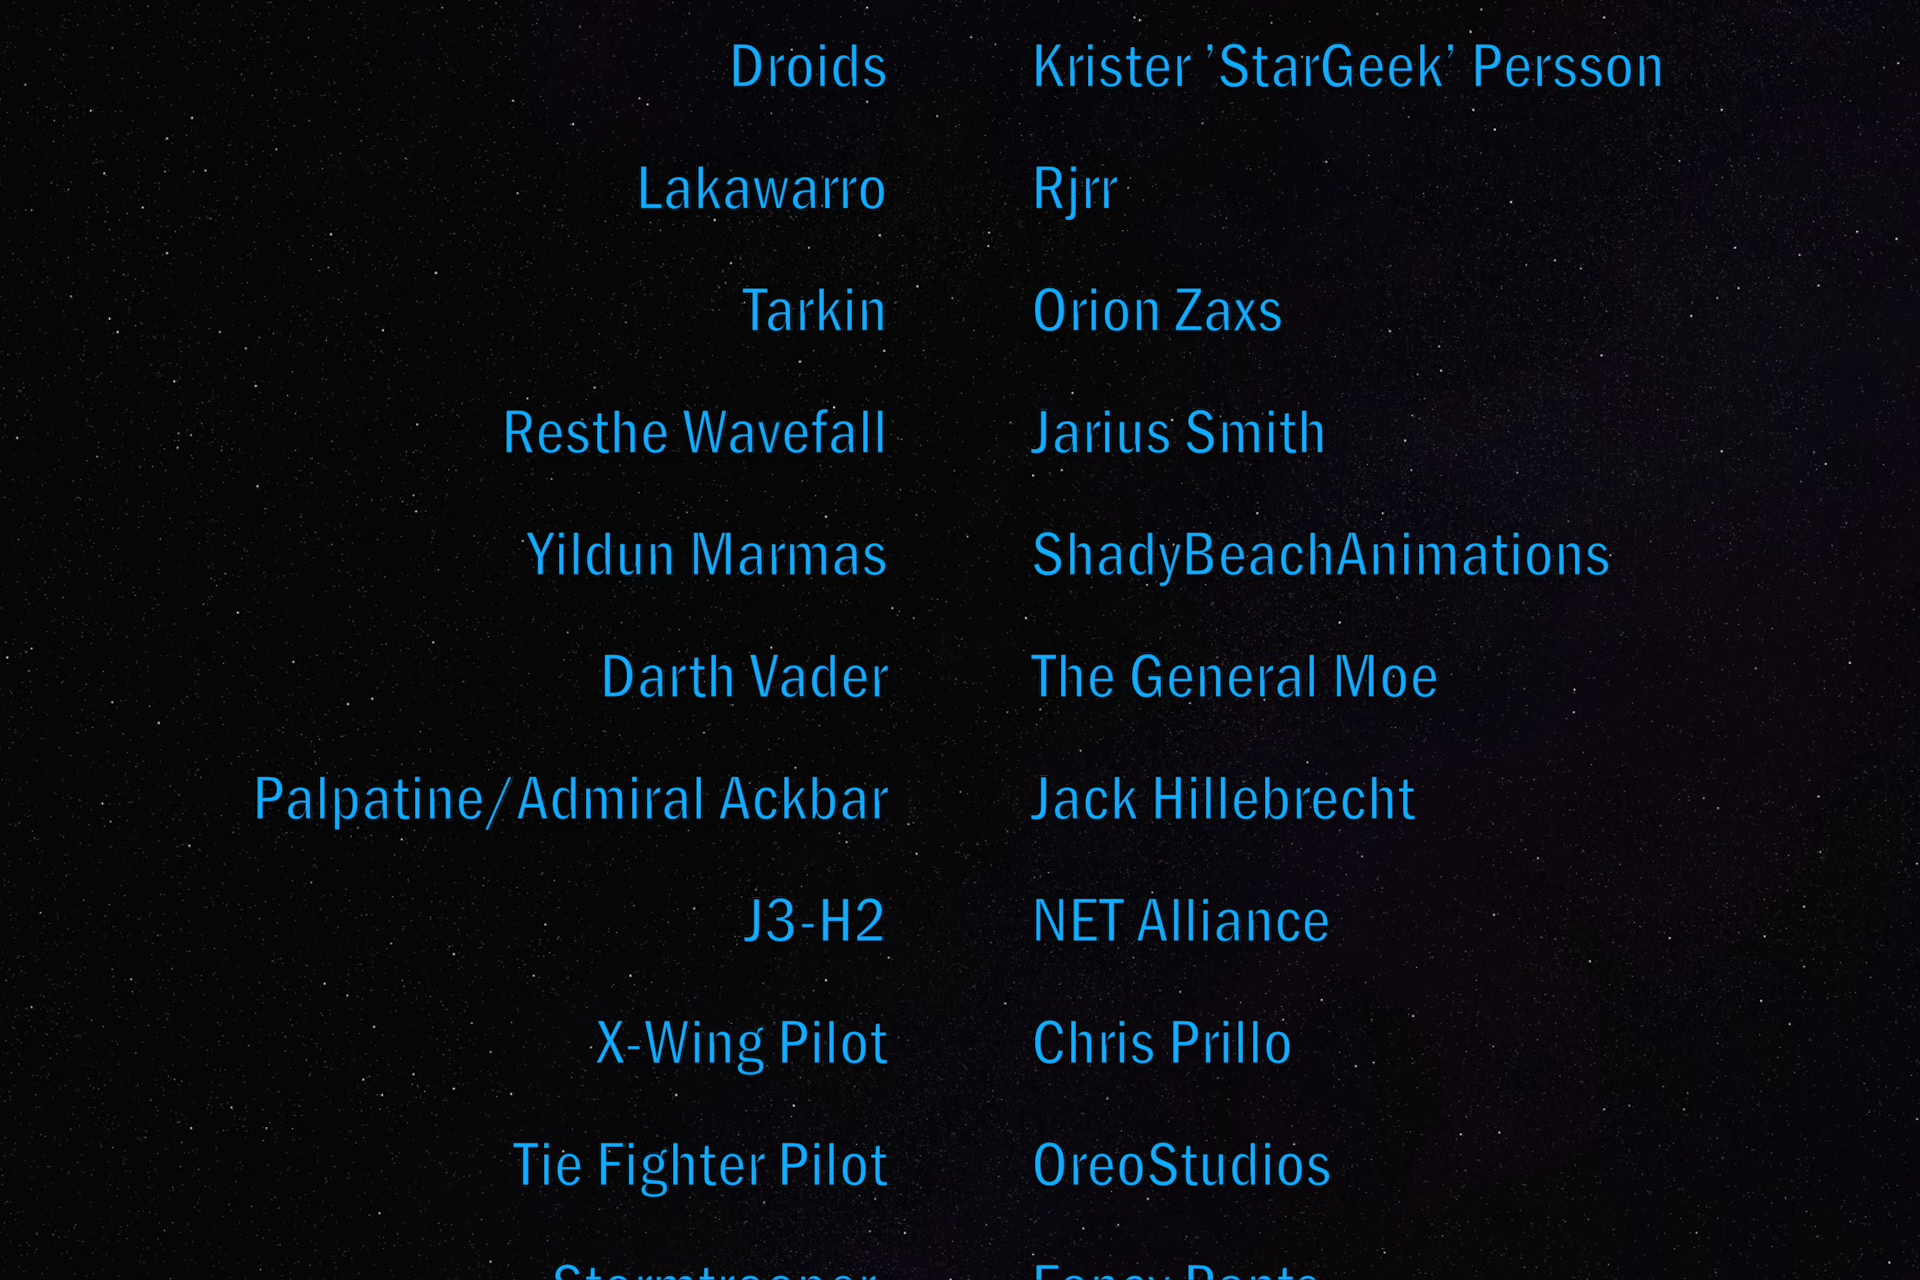 Droids Krister ’StarGeek’ Persson
Lakawarro Rjrr
Tarkin Orion Zaxs
Resthe Wavefall Jarius Smith
Yildun Marmas ShadyBeachAnimations
Darth Vader The General Moe
Palpatine/Admiral Ackbar Jack Hillebrecht
J3-H2 NET Alliance
X-Wing Pilot Chris Prillo
Tie Fighter Pilot OreoStudios